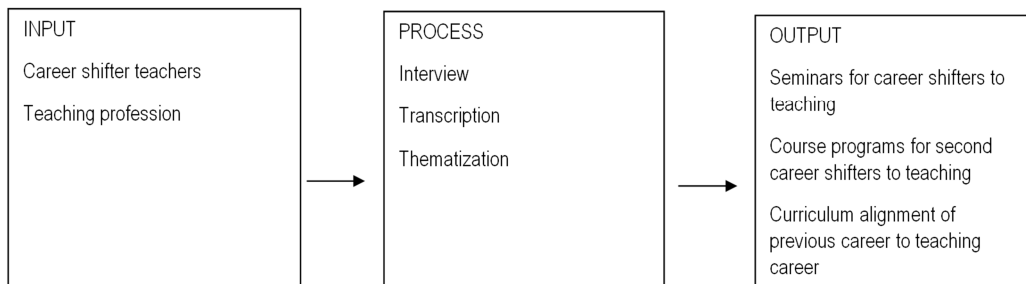 INPUT
Career shifter teachers
Teaching profession
PROCESS
Interview
Transcription
Thematization
OUTPUT
Seminars for career shifters to
teaching
Course programs for second
career shifters to teaching
Curriculum alignment of
previous career to teaching
career